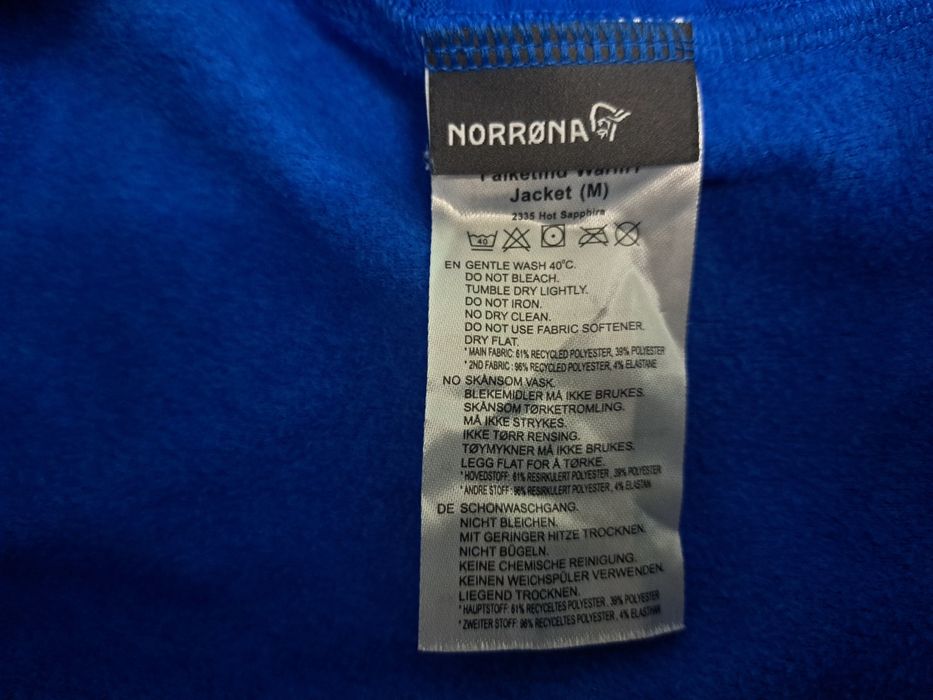 NORRØNA
Jacket (M)
2335 Hot Sapphire
40
EN GENTLE WASH 40°C.
DO NOT BLEACH.
TUMBLE DRY LIGHTLY.
DO NOT IRON.
NO DRY CLEAN.
DO NOT USE FABRIC SOFTENER.
DRY FLAT.
* MAIN FABRIC: 61% RECYCLED POLYESTER, 39% POLYESTER
* 2ND FABRIC: 96% RECYCLED POLYESTER, 4% ELASTANE
NO SKÅNSOM VASK.
BLEKEMIDLER MÅ IKKE BRUKES.
SKÅNSOM TØRKETROMLING.
MÅ IKKE STRYKES.
IKKE TØRR RENSING.
TØYMYKNER MÅ IKKE BRUKES.
LEGG FLAT FOR Å TØRKE.
* HOVEDSTOFF: 61% RESIRKULERT POLYESTER, 39% POLYESTER
* ANDRE STOFF: 96% RESIRKULERT POLYESTER, 4% ELASTAN
DE SCHONWASCHGANG.
NICHT BLEICHEN.
MIT GERINGER HITZE TROCKNEN.
NICHT BÜGELN.
KEINE CHEMISCHE REINIGUNG.
KEINEN WEICHSPÜLER VERWENDEN.
LIEGEND TROCKNEN.
* HAUPTSTOFF: 61% RECYCELTES POLYESTER, 39% POLYESTER
* ZWEITER STOFF: 96% RECYCELTES POLYESTER, 4% ELASTHAN